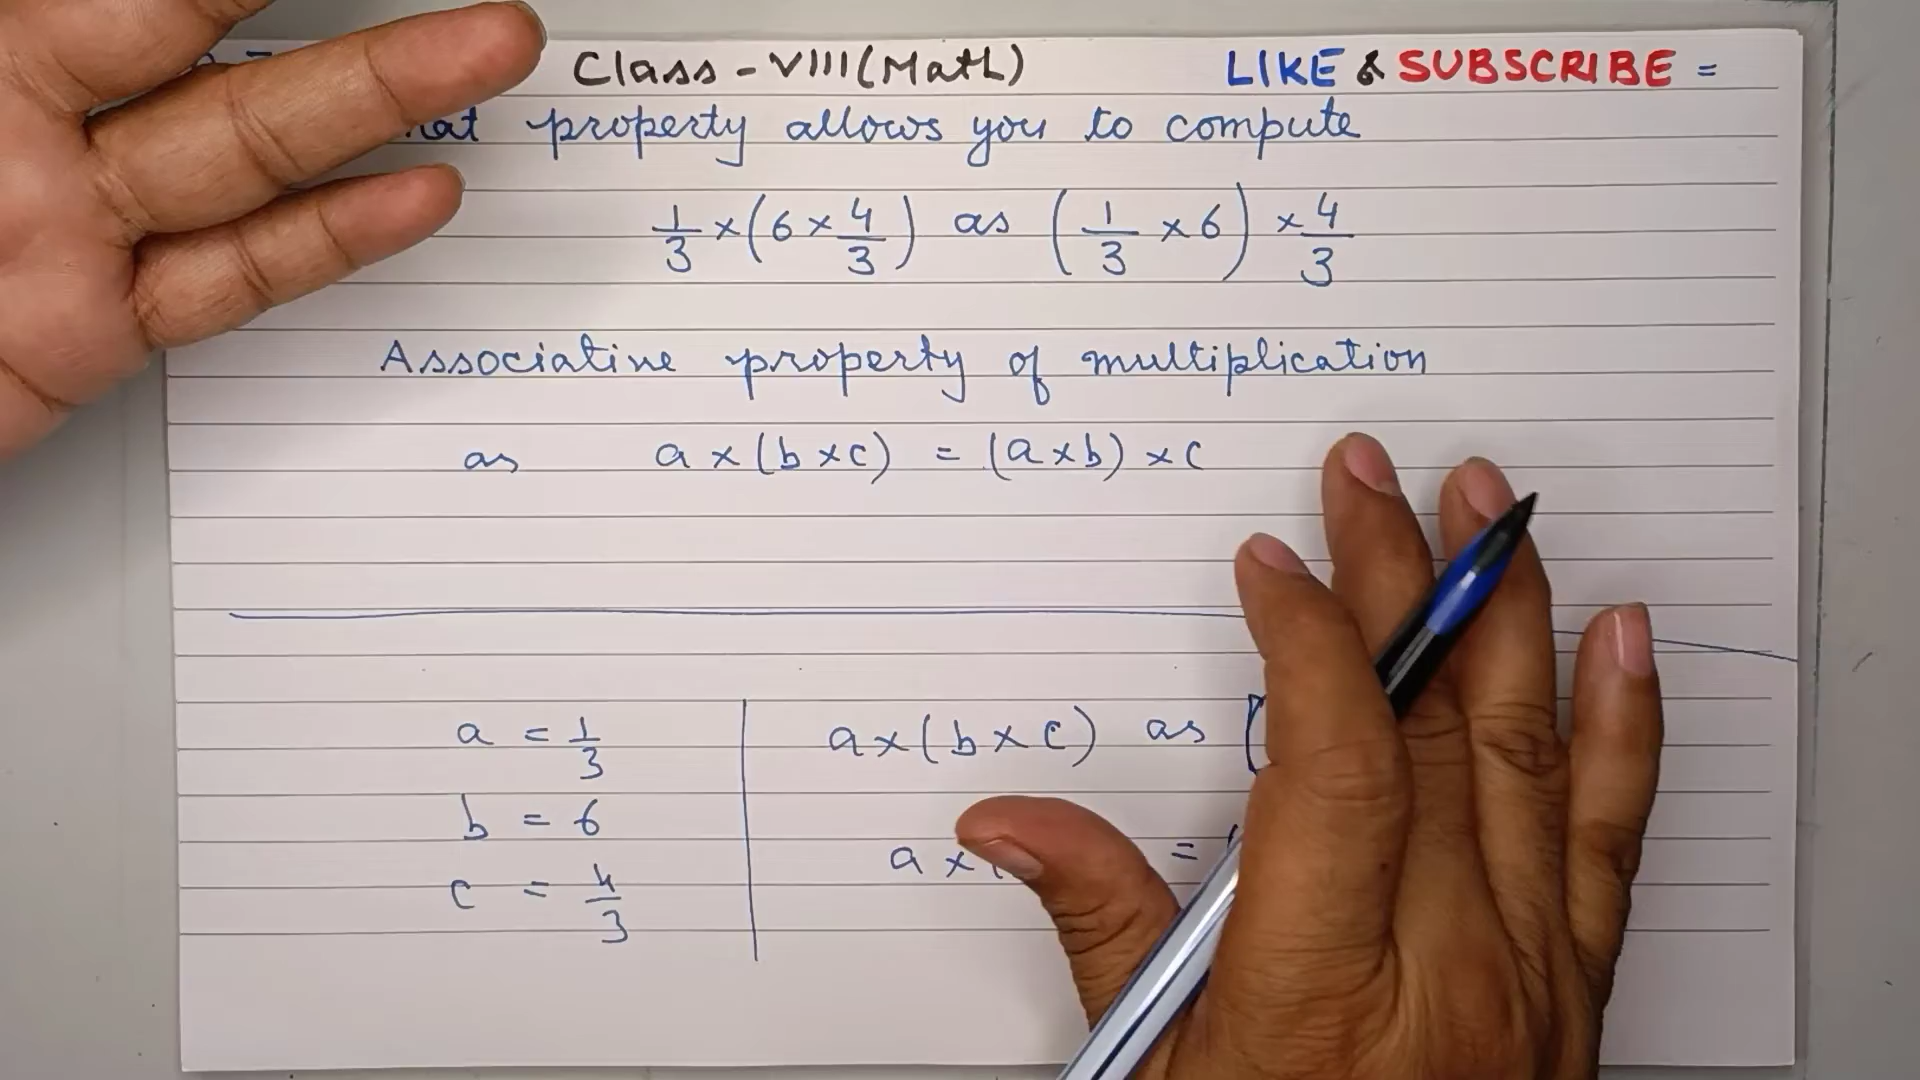 Class - VIII (Math) LIKE & SUBSCRIBE =
property allows you to compute
1/3 × (6 × 4/3) as (1/3 × 6) × 4/3
Associative property of multiplication
as a × (b × c) = (a × b) × c
a = 1/3
b = 6
c = 4/3
a × (b × c) as (
a × ( =